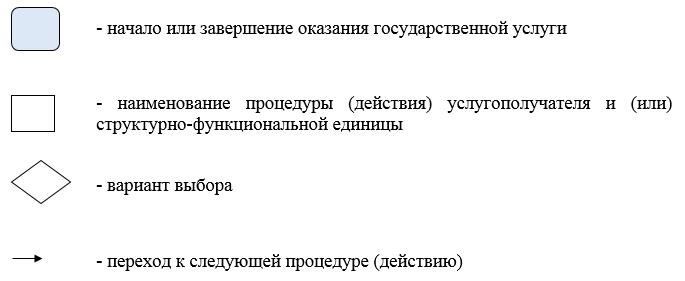 - начало или завершение оказания государственной услуги
- наименование процедуры (действия) услугополучателя и (или)
структурно-функциональной единицы
- вариант выбора
- переход к следующей процедуре (действию)